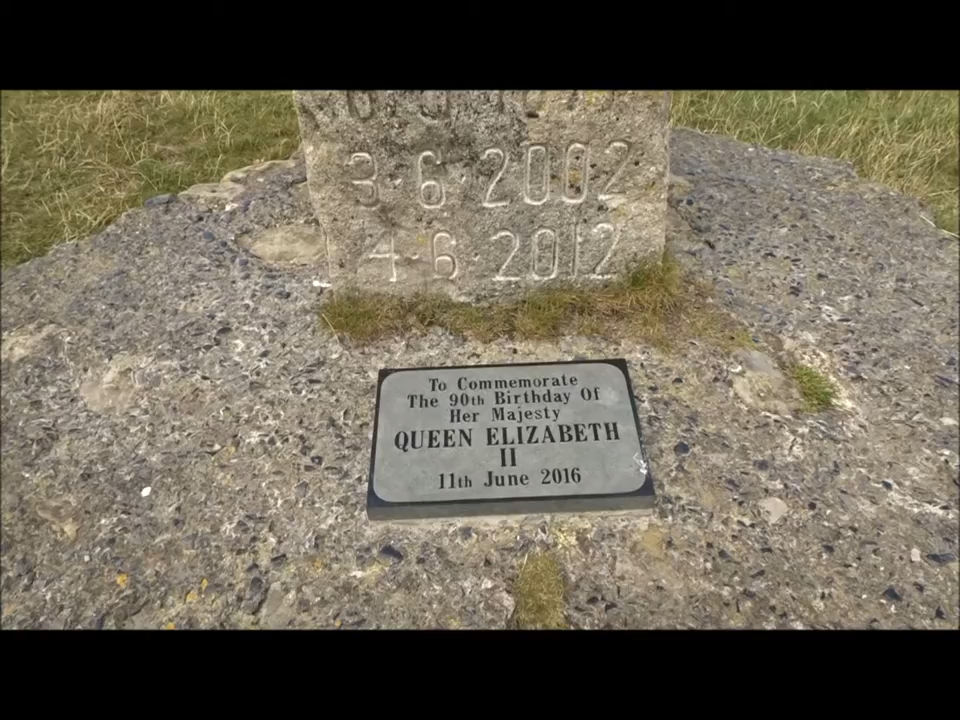 3·6·2002
4·6·2012
To Commemorate
The 90th Birthday Of
Her Majesty
QUEEN ELIZABETH
II
11th June 2016